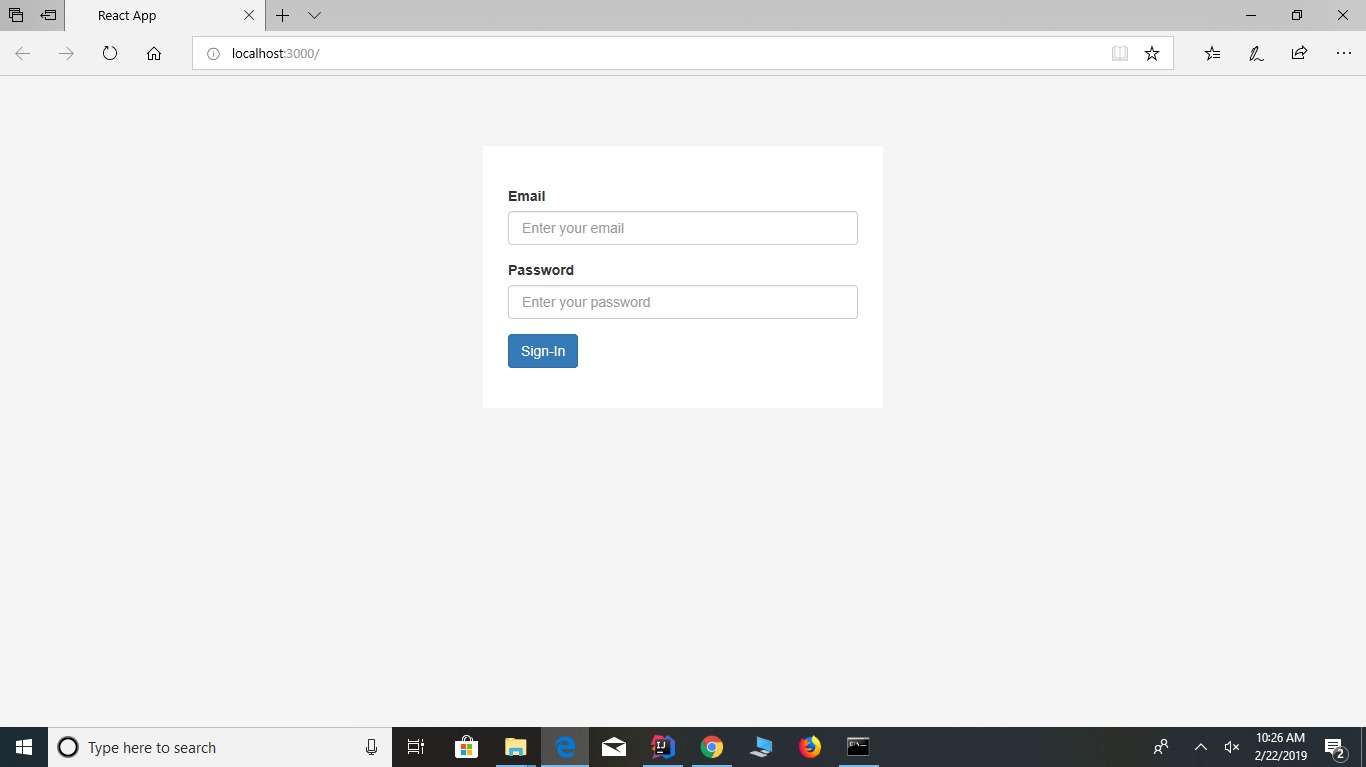 React App
localhost:3000/
Email
Enter your email
Password
Enter your password
Sign-In
Type here to search
IJ
10:26 AM
2/22/2019
2